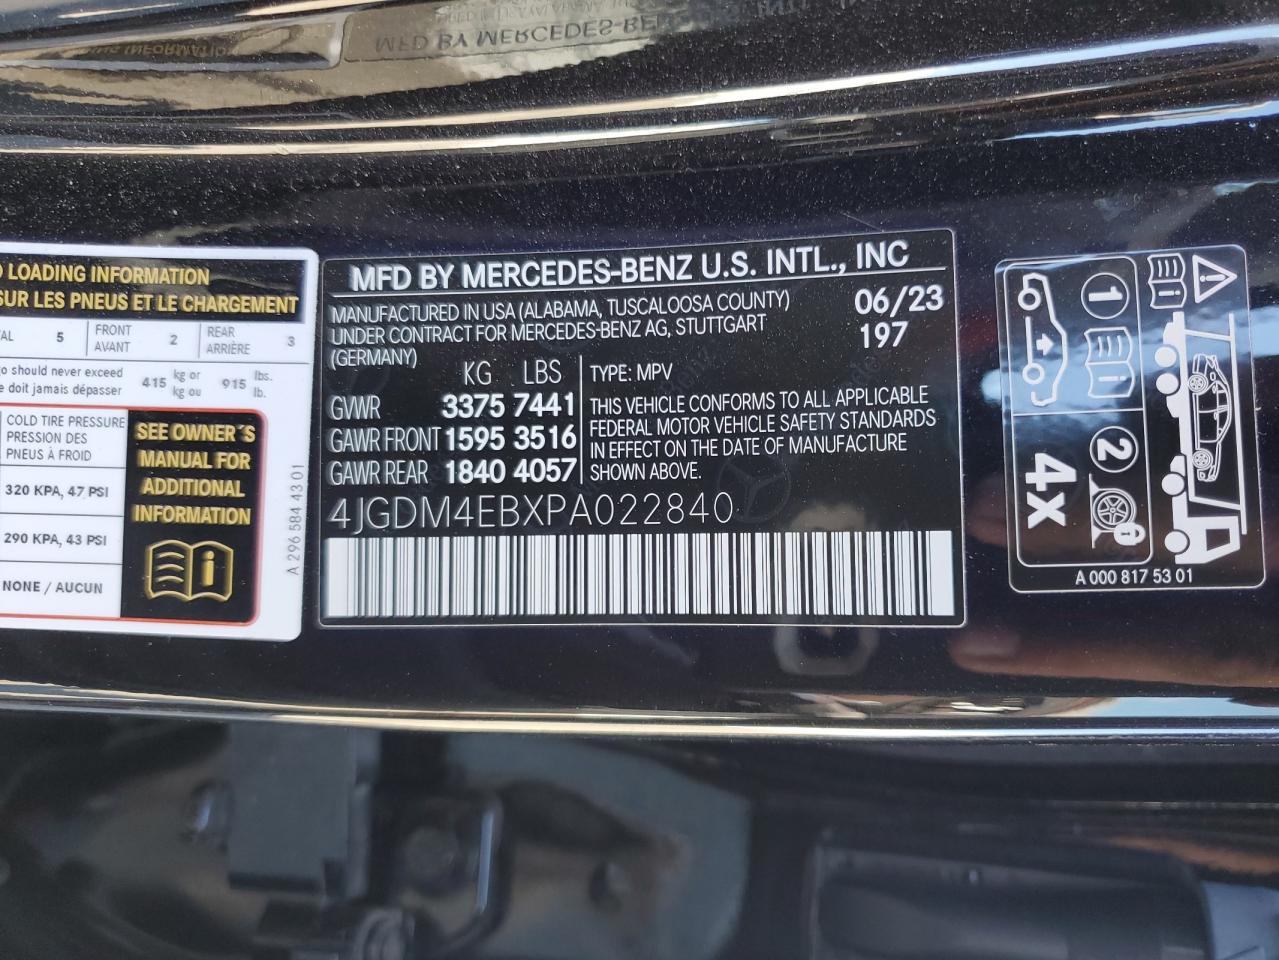 LOADING INFORMATION
SUR LES PNEUS ET LE CHARGEMENT
5
FRONT
AVANT
2
REAR
ARRIÈRE
3
should never exceed
doit jamais dépasser
415
kg or
kg ou
915
lbs.
lb.
COLD TIRE PRESSURE
PRESSION DES
PNEUS À FROID
320 KPA, 47 PSI
290 KPA, 43 PSI
NONE / AUCUN
SEE OWNER´S
MANUAL FOR
ADDITIONAL
INFORMATION
A 296 584 43 01
MFD BY MERCEDES-BENZ U.S. INTL., INC
MANUFACTURED IN USA (ALABAMA, TUSCALOOSA COUNTY)
UNDER CONTRACT FOR MERCEDES-BENZ AG, STUTTGART
(GERMANY)
06/23
197
KG LBS
GVWR 3375 7441
GAWR FRONT 1595 3516
GAWR REAR 1840 4057
TYPE: MPV
THIS VEHICLE CONFORMS TO ALL APPLICABLE
FEDERAL MOTOR VEHICLE SAFETY STANDARDS
IN EFFECT ON THE DATE OF MANUFACTURE
SHOWN ABOVE.
4JGDM4EBXPA022840
1
2
4x
A 000 817 53 01